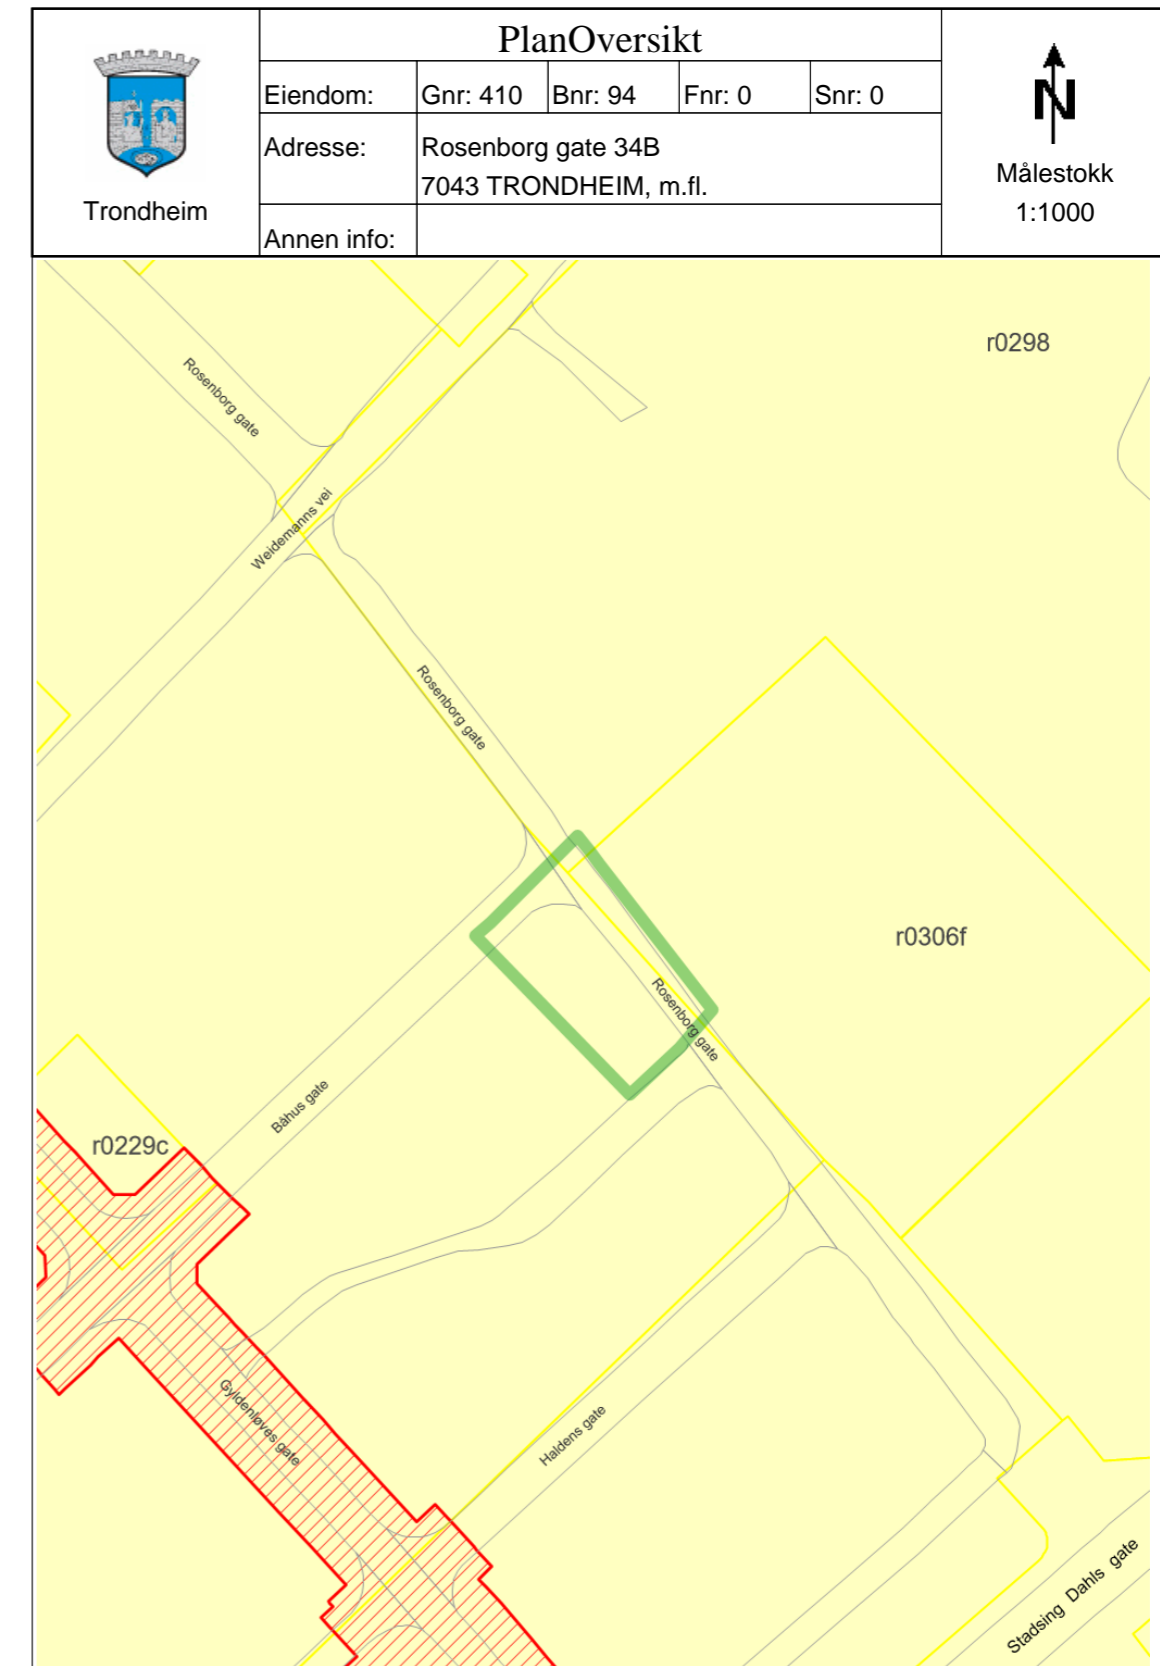 PlanOversikt
Eiendom: Gnr: 410 Bnr: 94 Fnr: 0 Snr: 0
Adresse: Rosenborg gate 34B
7043 TRONDHEIM, m.fl.
Annen info:
Trondheim
N
Målestokk
1:1000
r0298
Rosenborg gate
Weidemanns vei
Rosenborg gate
r0306f
Rosenborg gate
Båhus gate
r0229c
Gyldenløves gate
Haldens gate
Stadsing Dahls gate